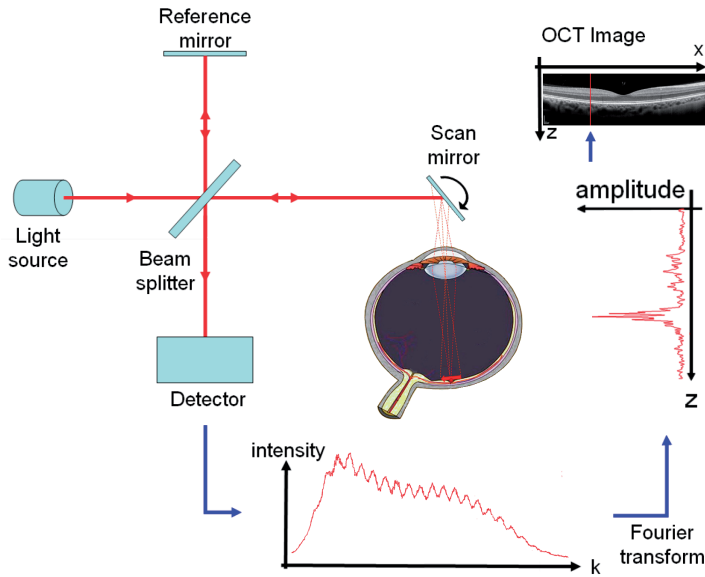 Reference
mirror
OCT Image
x
z
Scan
mirror
amplitude
z
Light
source
Beam
splitter
Detector
intensity
k
Fourier
transform